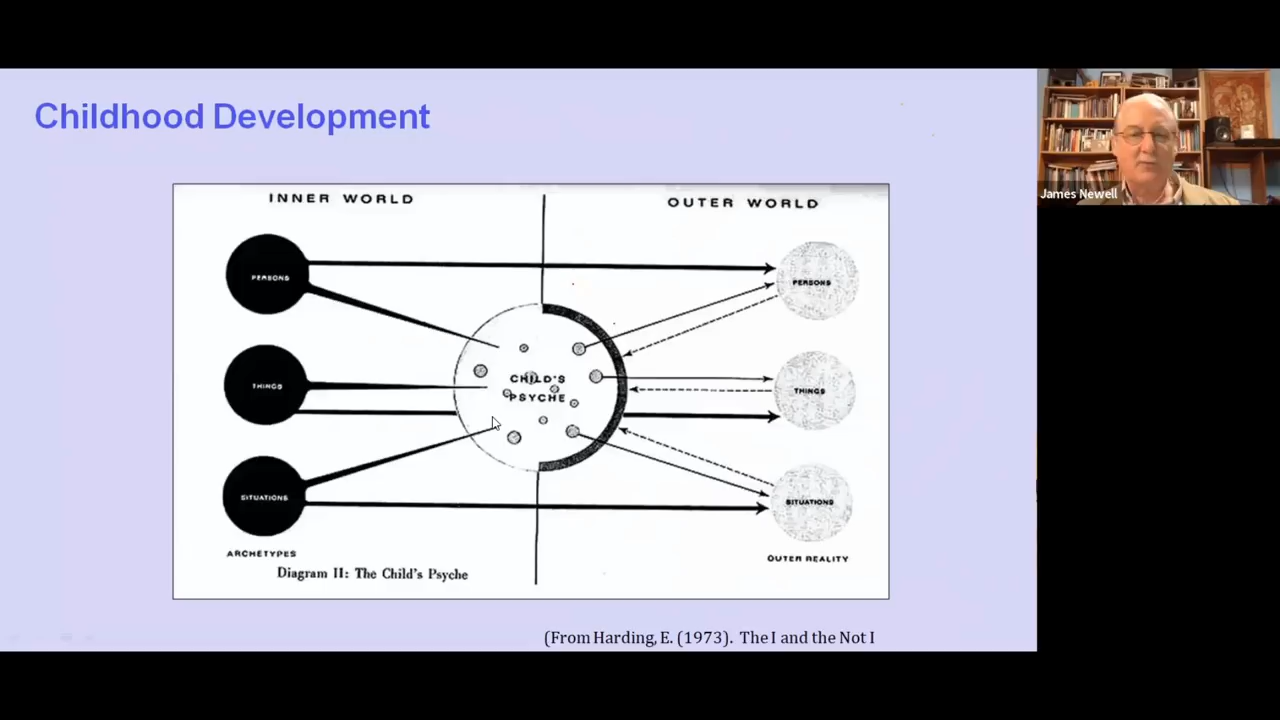 Childhood Development
James Newell
INNER WORLD
OUTER WORLD
PERSONS
PERSONS
THINGS
CHILD'S
PSYCHE
THINGS
SITUATIONS
SITUATIONS
ARCHETYPES
OUTER REALITY
Diagram II: The Child's Psyche
(From Harding, E. (1973). The I and the Not I